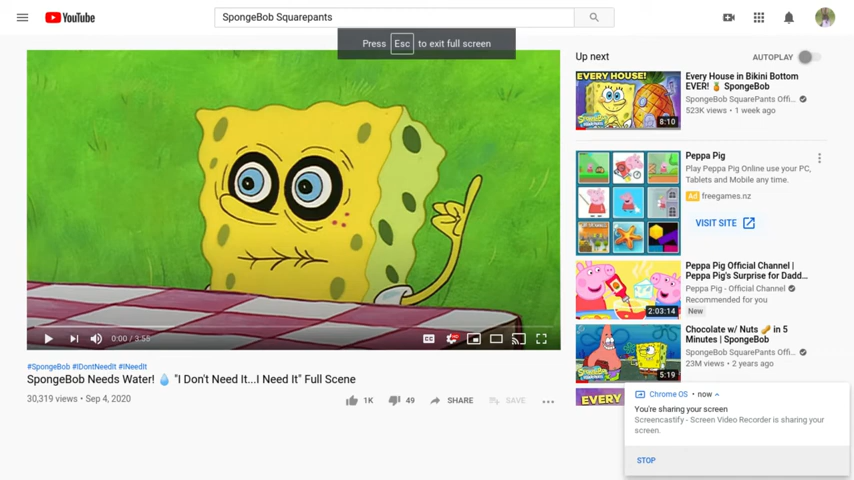 YouTube
SpongeBob Squarepants
Press Esc to exit full screen
0:00 / 3:55
CC
#SpongeBob #IDontNeedIt #INeedIt
SpongeBob Needs Water! 💧 "I Don't Need It...I Need It" Full Scene
30,319 views • Sep 4, 2020
1K
49
SHARE
SAVE
Up next
AUTOPLAY
EVERY HOUSE!
8:10
Every House in Bikini Bottom
EVER! 🍍 SpongeBob
SpongeBob SquarePants Offi...
523K views • 1 week ago
Peppa Pig
Play Peppa Pig Online use your PC,
Tablets and Mobile any time.
Ad freegames.nz
VISIT SITE
2:03:14
Peppa Pig Official Channel |
Peppa Pig's Surprise for Dadd...
Peppa Pig - Official Channel
Recommended for you
New
5:19
Chocolate w/ Nuts 🥜 in 5
Minutes | SpongeBob
SpongeBob SquarePants Offi...
23M views • 2 years ago
EVERY
Chrome OS • now
You're sharing your screen
Screencastify - Screen Video Recorder is sharing your
screen.
STOP